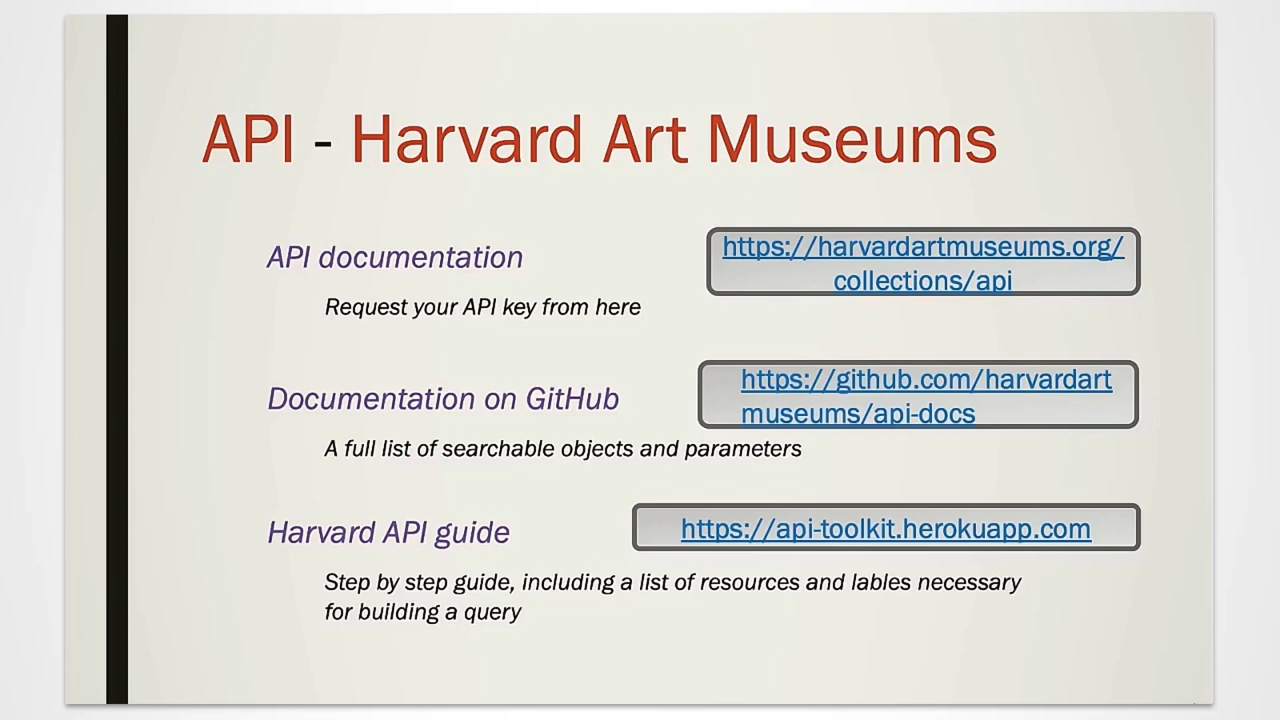 API - Harvard Art Museums
API documentation
https://harvardartmuseums.org/
collections/api
Request your API key from here
Documentation on GitHub
https://github.com/harvardart
museums/api-docs
A full list of searchable objects and parameters
Harvard API guide
https://api-toolkit.herokuapp.com
Step by step guide, including a list of resources and lables necessary
for building a query